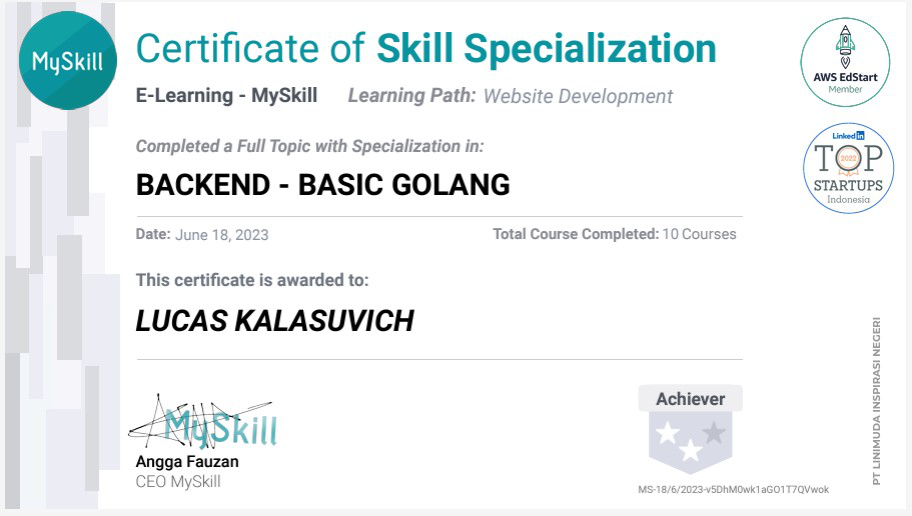 MySkill
Certificate of Skill Specialization
E-Learning - MySkill Learning Path: Website Development
AWS EdStart
Member
Completed a Full Topic with Specialization in:
BACKEND - BASIC GOLANG
LinkedIn
2022
TOP
STARTUPS
Indonesia
Date: June 18, 2023 Total Course Completed: 10 Courses
This certificate is awarded to:
LUCAS KALASUVICH
MySkill
Angga Fauzan
CEO MySkill
Achiever
MS-18/6/2023-v5DhM0wk1aGO1T7QVwok
PT LINIMUDA INSPIRASI NEGERI